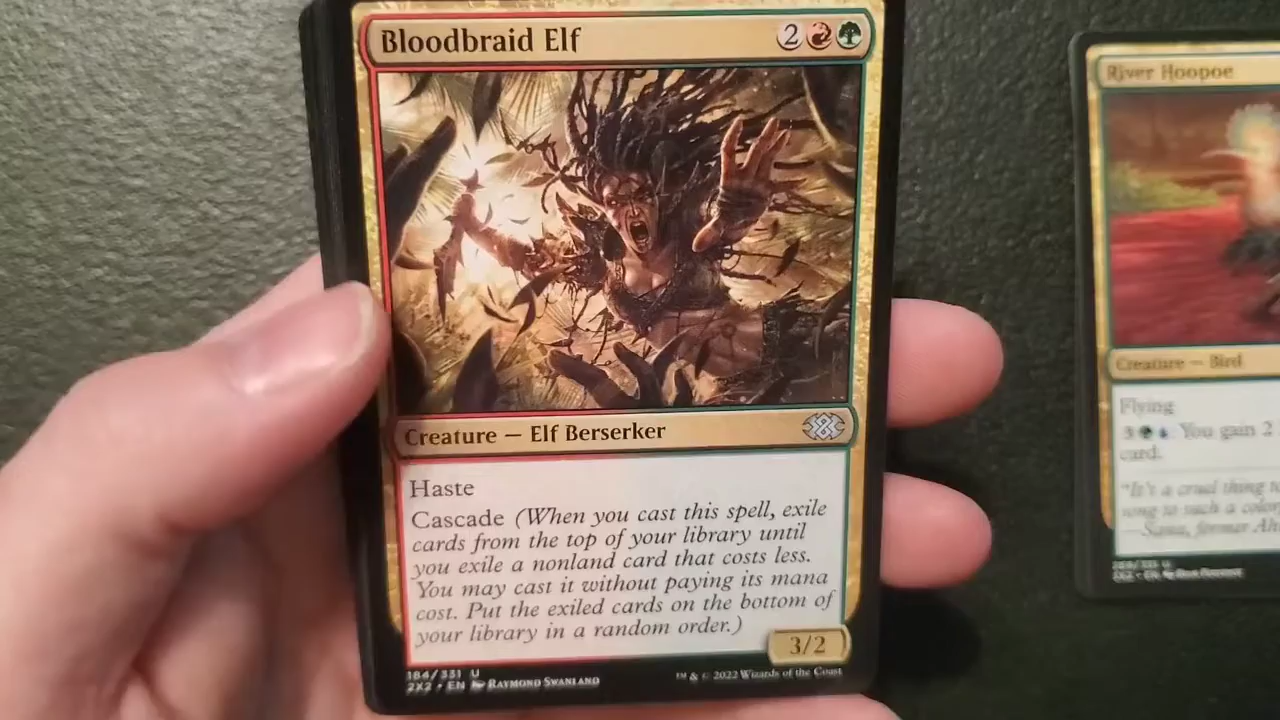 Bloodbraid Elf
2
Creature — Elf Berserker
Haste
Cascade (When you cast this spell, exile
cards from the top of your library until
you exile a nonland card that costs less.
You may cast it without paying its mana
cost. Put the exiled cards on the bottom of
your library in a random order.)
3/2
184/331 U
2X2 • EN Raymond Swanland
™ & © 2022 Wizards of the Coast
River Hoopoe
Creature — Bird
Flying
3 You gain 2
card.
"It's a cruel thing to
song to such a color